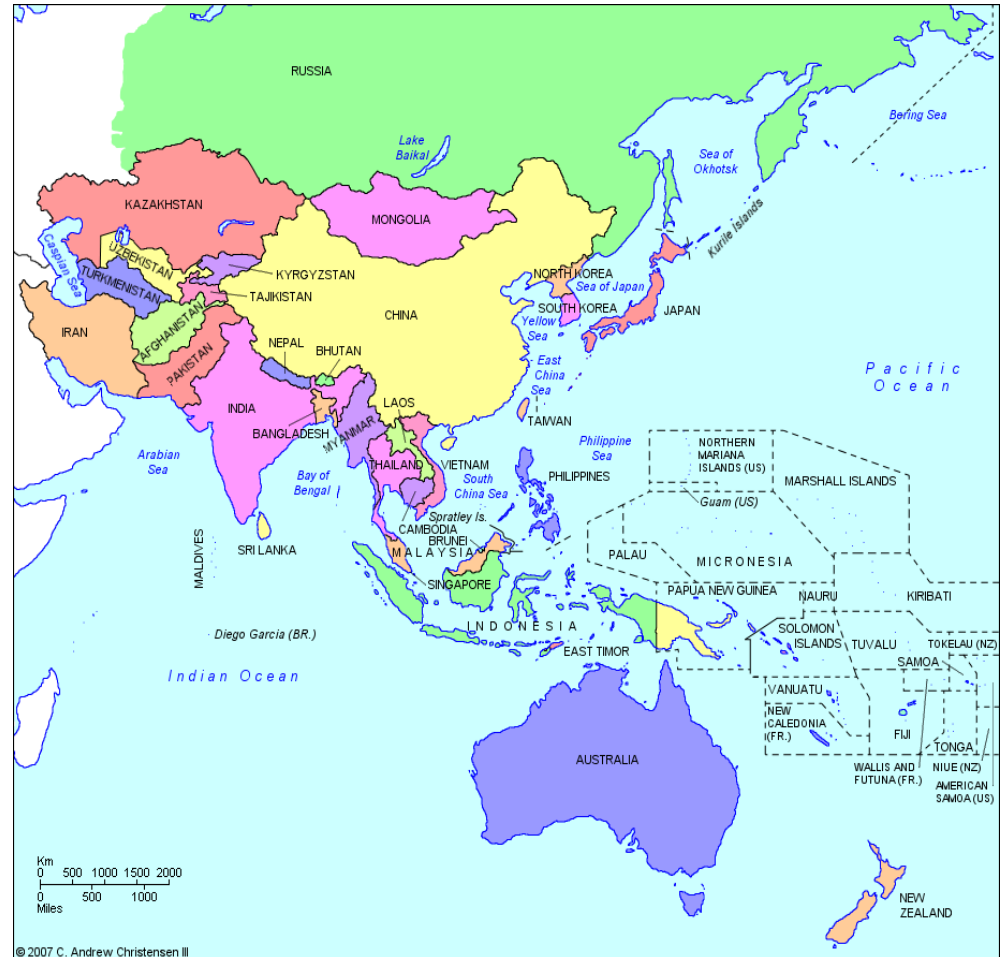 RUSSIA
Bering Sea
Lake
Baikal
Sea of
Okhotsk
KAZAKHSTAN
MONGOLIA
Kurile Islands
Caspian Sea
UZBEKISTAN
KYRGYZSTAN
TURKMENISTAN
TAJIKISTAN
NORTH KOREA
Sea of Japan
SOUTH KOREA
JAPAN
CHINA
IRAN
AFGHANISTAN
PAKISTAN
NEPAL
BHUTAN
Yellow
Sea
East
China
Sea
Pacific
Ocean
INDIA
BANGLADESH
MYANMAR
LAOS
TAIWAN
Arabian
Sea
Bay of
Bengal
THAILAND
VIETNAM
South
China Sea
Philippine
Sea
PHILIPPINES
NORTHERN
MARIANA
ISLANDS (US)
Guam (US)
MARSHALL ISLANDS
CAMBODIA
Spratley Is.
BRUNEI
MALAYSIA
SINGAPORE
SRI LANKA
MALDIVES
PALAU
MICRONESIA
PAPUA NEW GUINEA
NAURU
KIRIBATI
INDONESIA
EAST TIMOR
SOLOMON
ISLANDS
TUVALU
TOKELAU (NZ)
SAMOA
Diego Garcia (BR.)
Indian Ocean
VANUATU
NEW
CALEDONIA
(FR.)
FIJI
TONGA
WALLIS AND
FUTUNA (FR.)
NIUE (NZ)
AMERICAN
SAMOA (US)
AUSTRALIA
NEW
ZEALAND
Km
0 500 1000 1500 2000
0 500 1000
Miles
© 2007 C. Andrew Christensen III